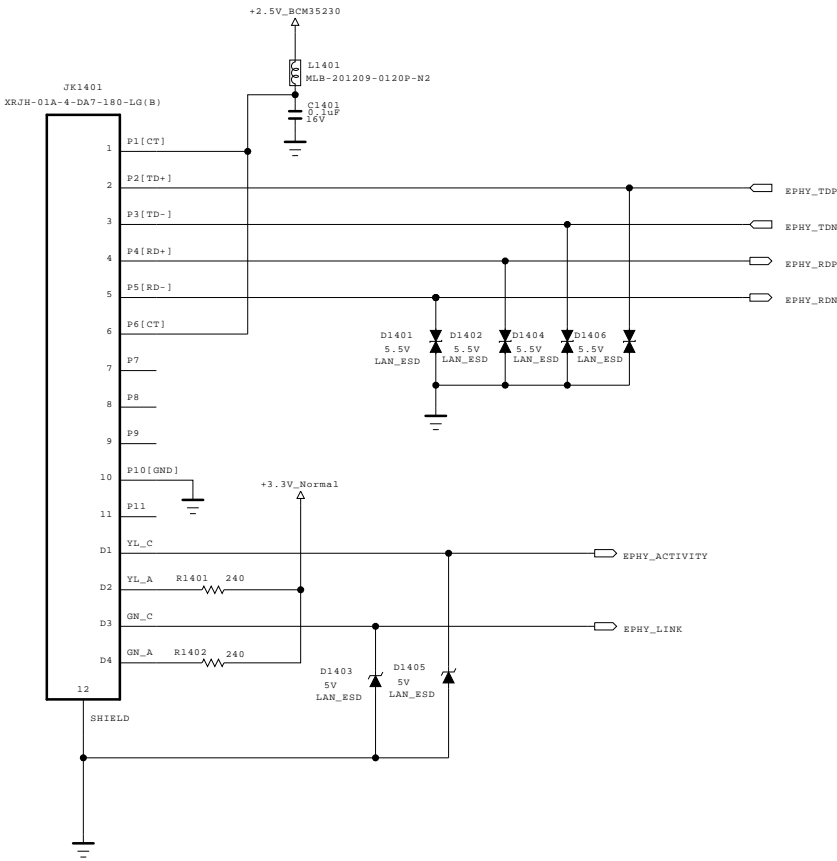 +2.5V_BCM35230
L1401
MLB-201209-0120P-N2
JK1401
XRJH-01A-4-DA7-180-LG(B)
C1401
0.1uF
16V
1 P1[CT]
2 P2[TD+] EPHY_TDP
3 P3[TD-] EPHY_TDN
4 P4[RD+] EPHY_RDP
5 P5[RD-] EPHY_RDN
6 P6[CT]
D1401 D1402 D1404 D1406
5.5V 5.5V 5.5V 5.5V
LAN_ESD LAN_ESD LAN_ESD LAN_ESD
7 P7
8 P8
9 P9
10 P10[GND]
+3.3V_Normal
11 P11
D1 YL_C EPHY_ACTIVITY
D2 YL_A R1401 240
D3 GN_C EPHY_LINK
D4 GN_A R1402 240
D1403 D1405
5V 5V
LAN_ESD LAN_ESD
12
SHIELD